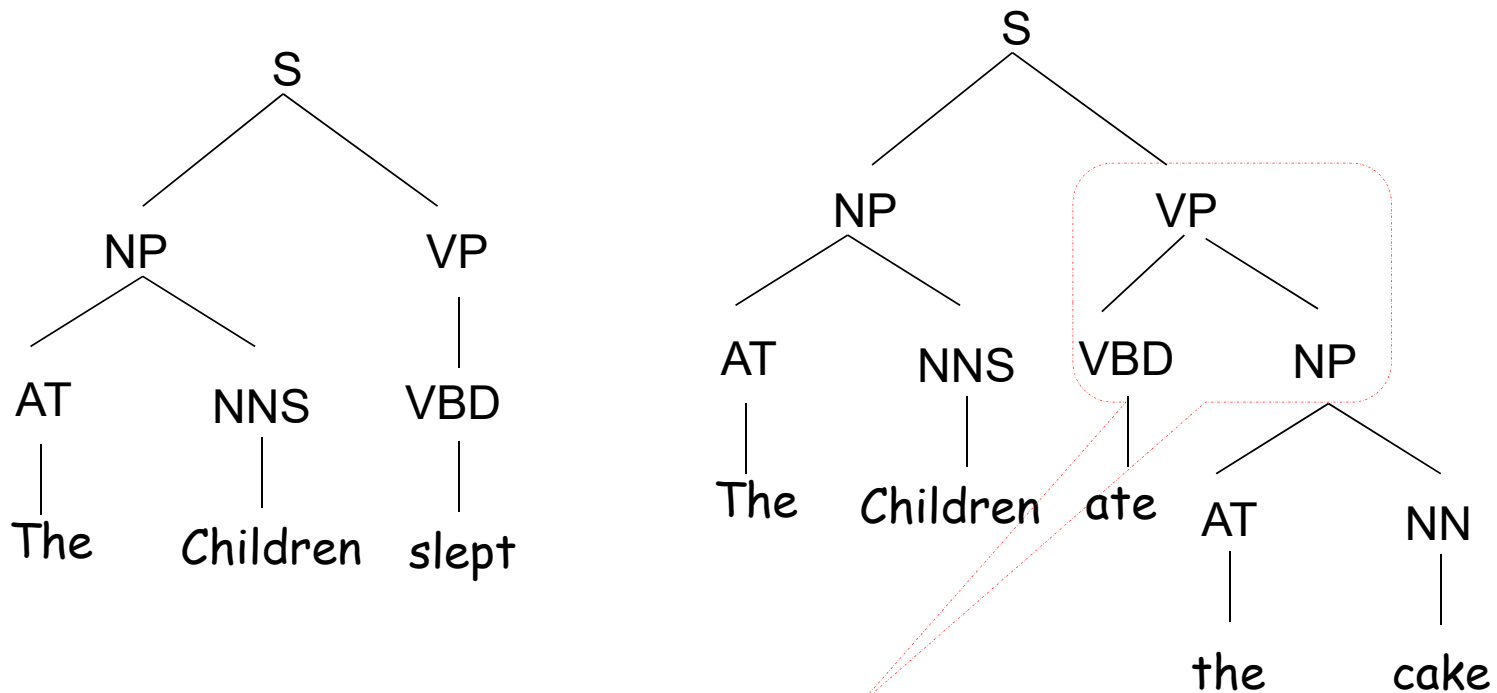 S
NP VP
AT NNS VBD
The Children slept
S
NP VP
AT NNS VBD NP
The Children ate AT NN
the cake